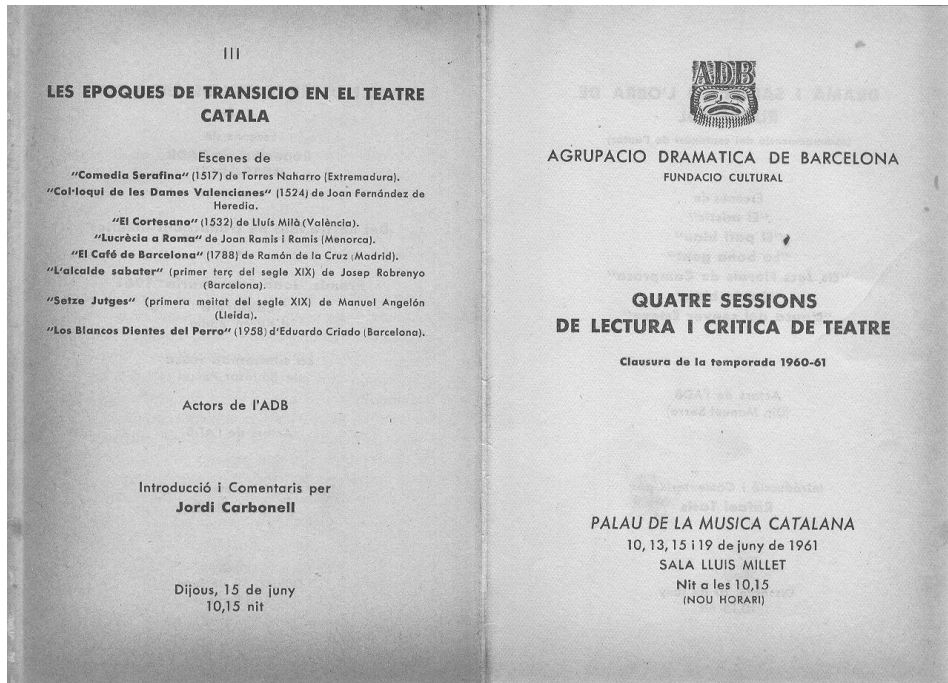 III
LES EPOQUES DE TRANSICIO EN EL TEATRE
CATALA
Escenes de
"Comedia Serafina" (1517) de Torres Naharro (Extremadura).
"Col·loqui de les Dames Valencianes" (1524) de Joan Fernández de
Heredia.
"El Cortesano" (1532) de Lluís Milà (València).
"Lucrècia a Roma" de Joan Ramis i Ramis (Menorca).
"El Café de Barcelona" (1788) de Ramón de la Cruz (Madrid).
"L'alcalde sabater" (primer terç del segle XIX) de Josep Robrenyo
(Barcelona).
"Setze Jutges" (primera meitat del segle XIX) de Manuel Angelón
(Lleida).
"Los Blancos Dientes del Perro" (1958) d'Eduardo Criado (Barcelona).
Actors de l'ADB
Introducció i Comentaris per
Jordi Carbonell
Dijous, 15 de juny
10,15 nit
ADB
AGRUPACIO DRAMATICA DE BARCELONA
FUNDACIO CULTURAL
QUATRE SESSIONS
DE LECTURA I CRITICA DE TEATRE
Clausura de la temporada 1960-61
PALAU DE LA MUSICA CATALANA
10, 13, 15 i 19 de juny de 1961
SALA LLUIS MILLET
Nit a les 10,15
(NOU HORARI)